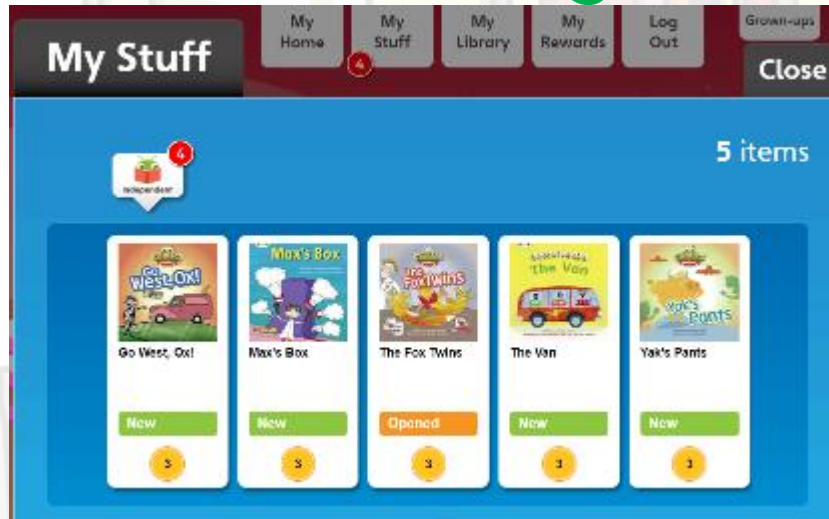 My Stuff
My Home
My Stuff
4
My Library
My Rewards
Log Out
Grown-ups
Close
4
Independent
5 items
Go West, Ox!
Max's Box
The Fox Twins
The Van
Yak's Pants
Go West, Ox!
Max's Box
The Fox Twins
The Van
Yak's Pants
New
New
Opened
New
New
3
3
3
3
3